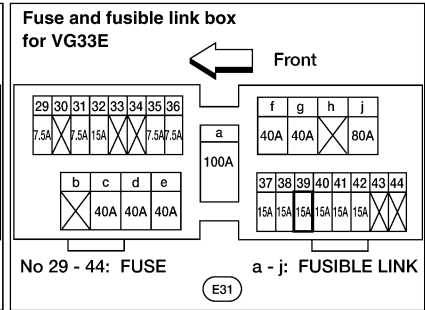 Fuse and fusible link box
for VG33E
Front
29 30 31 32 33 34 35 36
7.5A 7.5A 15A 7.5A 7.5A
a
100A
f g h j
40A 40A 80A
b c d e
40A 40A 40A
37 38 39 40 41 42 43 44
15A 15A 15A 15A 15A 15A
No 29 - 44: FUSE
a - j: FUSIBLE LINK
E31